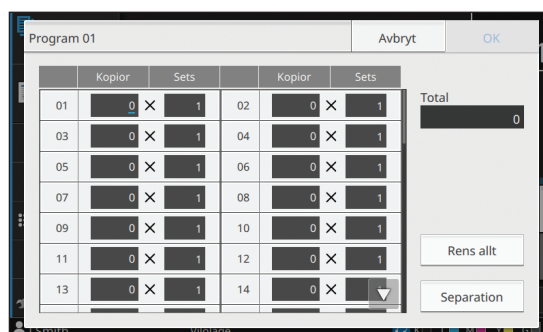 Program 01 Avbryt OK
Kopior Sets Kopior Sets
01 0 × 1 02 0 × 1
Total
0
03 0 × 1 04 0 × 1
05 0 × 1 06 0 × 1
07 0 × 1 08 0 × 1
09 0 × 1 10 0 × 1
11 0 × 1 12 0 × 1
Rens allt
13 0 × 1 14 0 ×
Separation